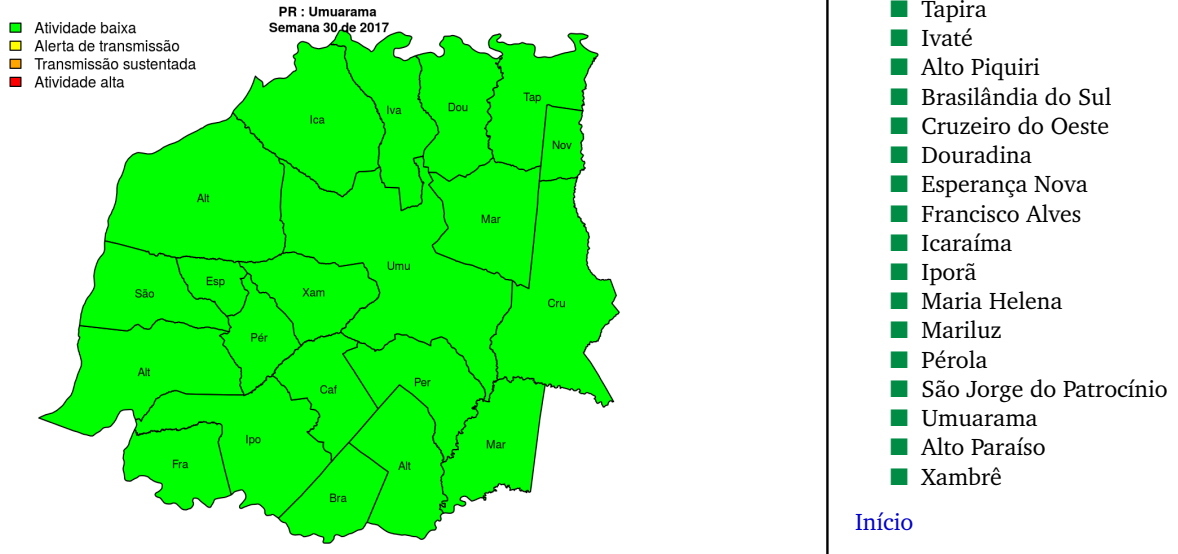 PR : Umuarama
Semana 30 de 2017
Atividade baixa
Alerta de transmissão
Transmissão sustentada
Atividade alta
Ica
Iva
Dou
Tap
Nov
Alt
Mar
Umu
Esp
São
Xam
Cru
Pér
Alt
Caf
Per
Ipo
Mar
Fra
Alt
Bra
Tapira
Ivaté
Alto Piquiri
Brasilândia do Sul
Cruzeiro do Oeste
Douradina
Esperança Nova
Francisco Alves
Icaraíma
Iporã
Maria Helena
Mariluz
Pérola
São Jorge do Patrocínio
Umuarama
Alto Paraíso
Xambrê
Início